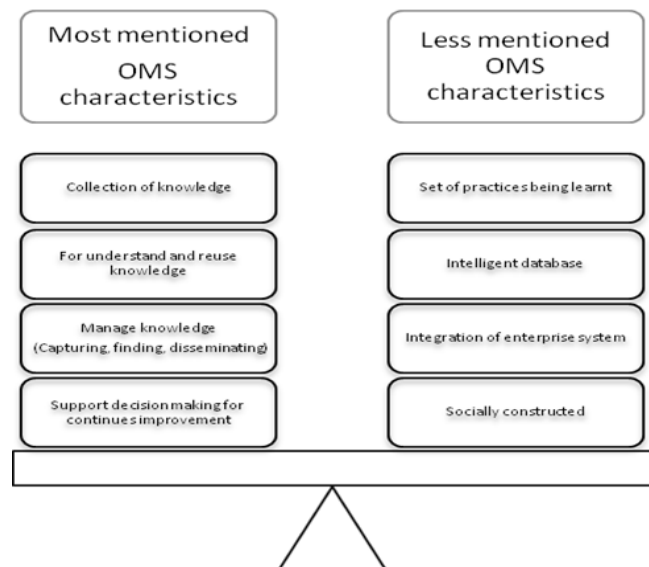 Most mentioned
OMS
characteristics
Collection of knowledge
For understand and reuse
knowledge
Manage knowledge
(Capturing, finding, disseminating)
Support decision making for
continues improvement
Less mentioned
OMS
characteristics
Set of practices being learnt
Intelligent database
Integration of enterprise system
Socially constructed